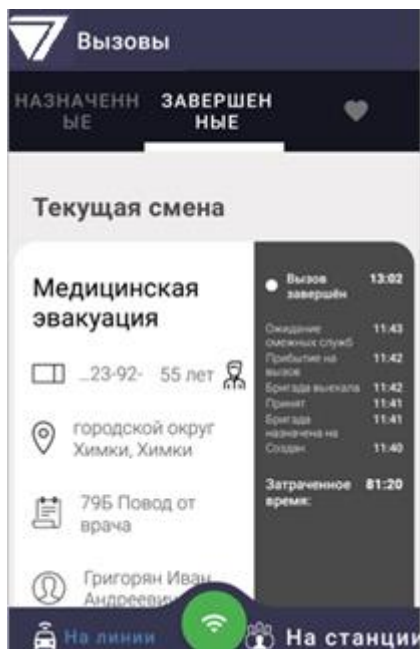 Вызовы
НАЗНАЧЕНН
ЫЕ
ЗАВЕРШЕН
НЫЕ
Текущая смена
Медицинская
эвакуация
...23-92- 55 лет
городской округ
Химки, Химки
79Б Повод от
врача
Григорян Иван
Андрееви
Вызов завершён 13:02
Ожидание смежных служб 11:43
Прибытие на вызов 11:42
Бригада выехала 11:42
Принят 11:41
Бригада назначена на 11:41
Создан 11:40
Затраченное время: 81:20
На линии
На станции